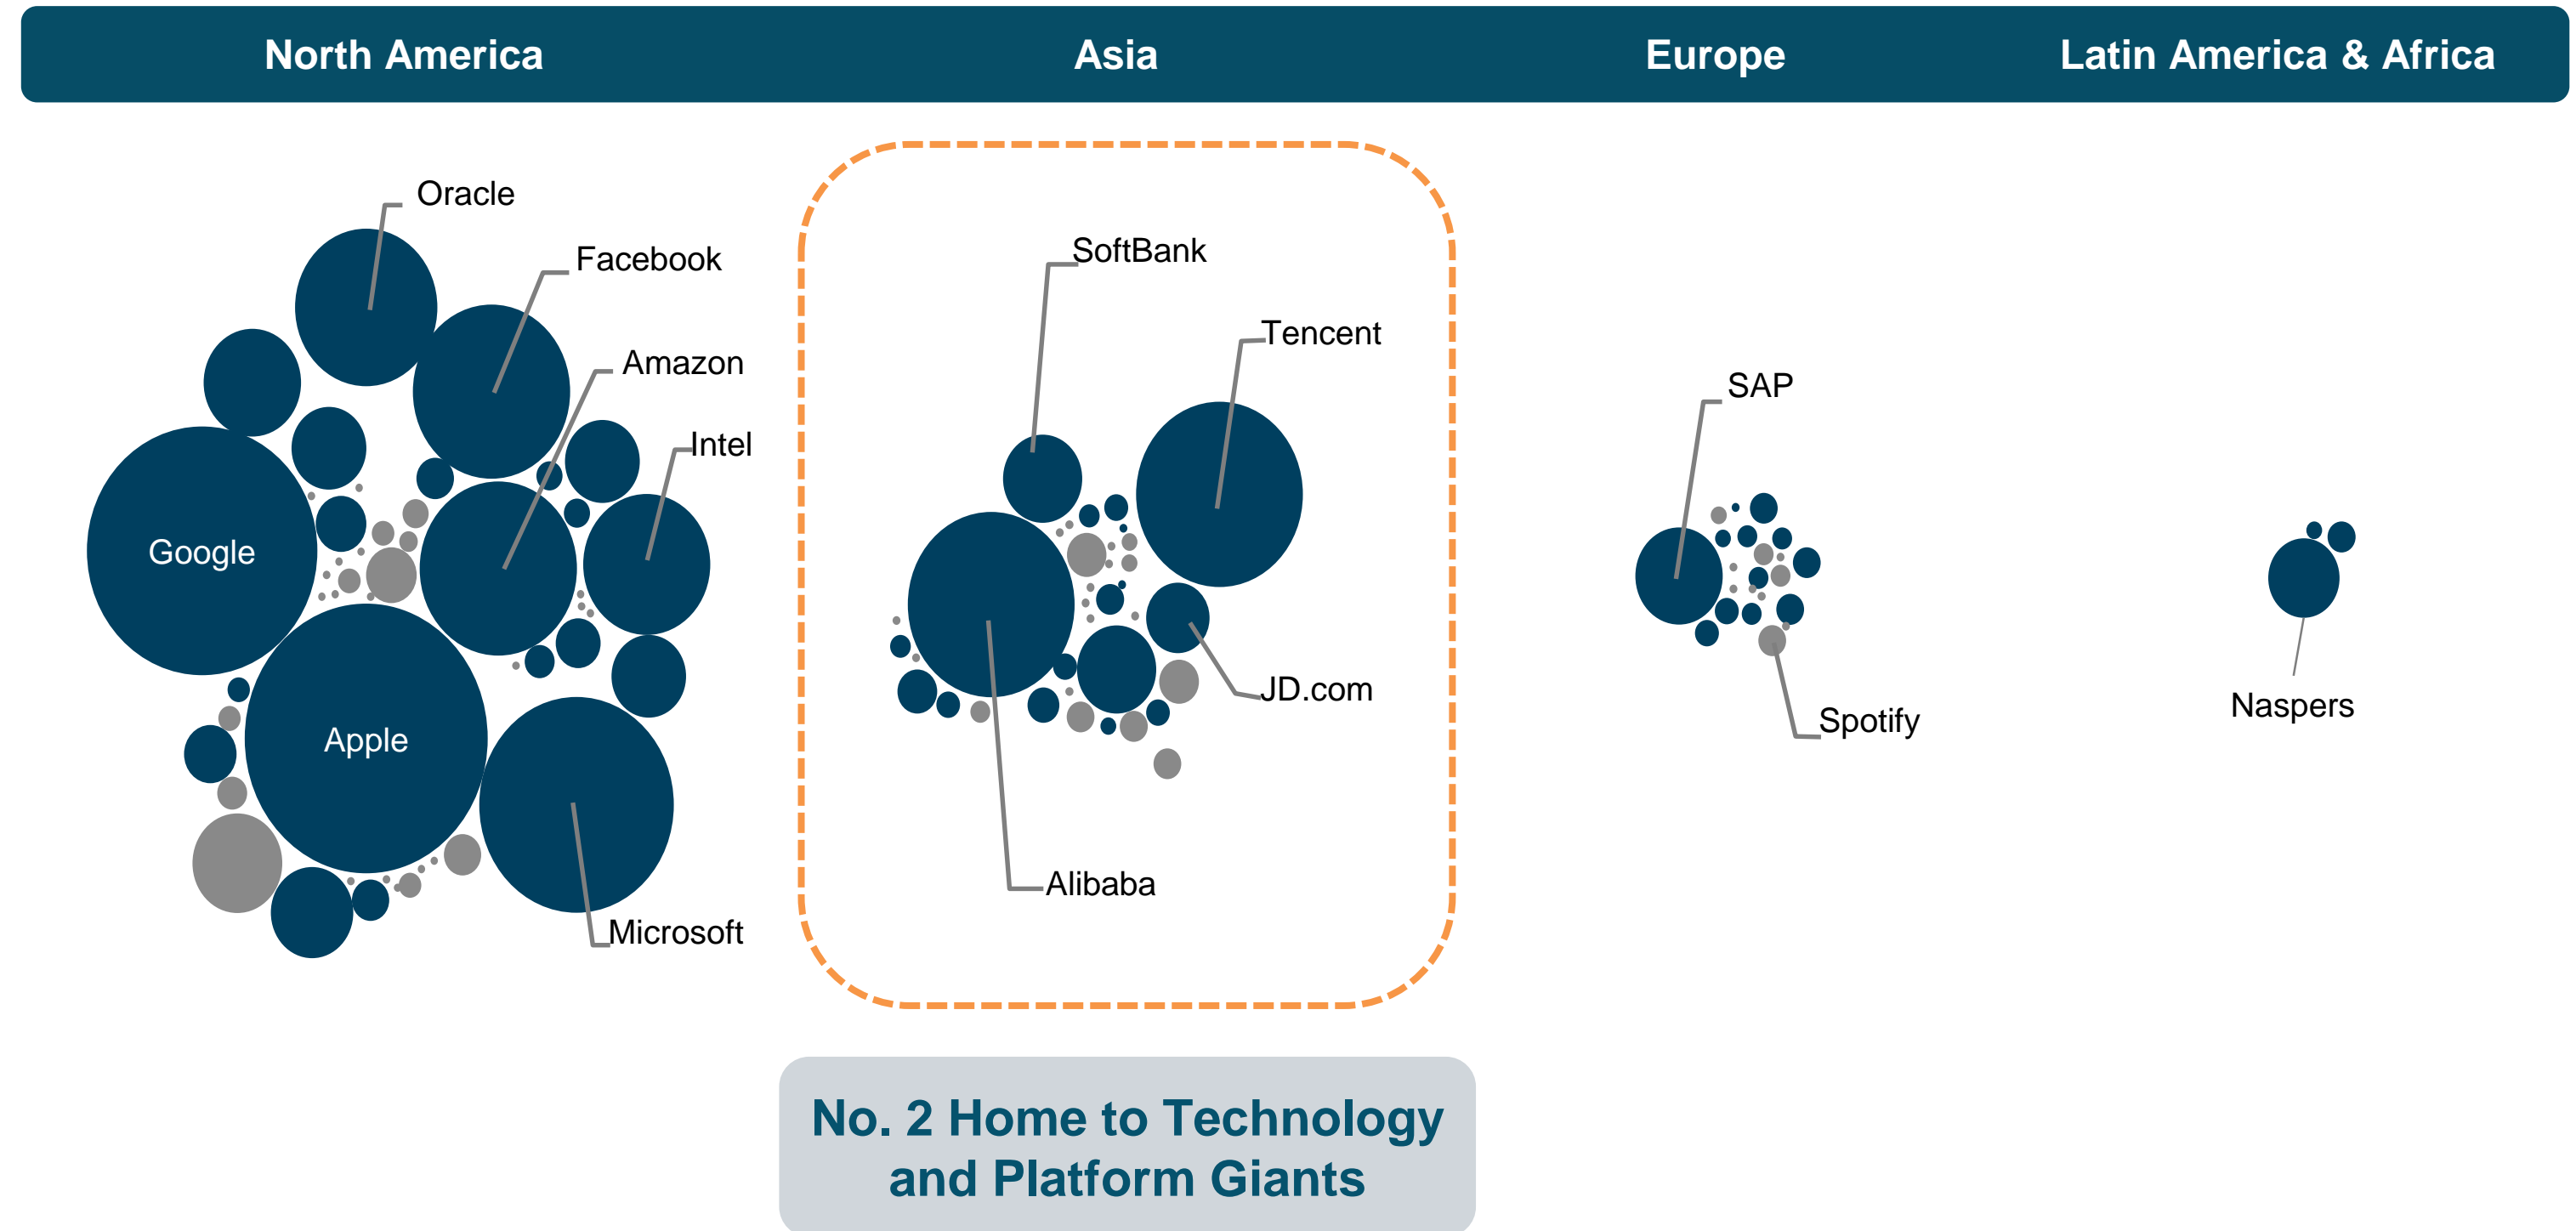 North America
Asia
Europe
Latin America & Africa
Oracle
Facebook
Amazon
Intel
Google
Apple
Microsoft
SoftBank
Tencent
JD.com
Alibaba
SAP
Spotify
Naspers
No. 2 Home to Technology
and Platform Giants